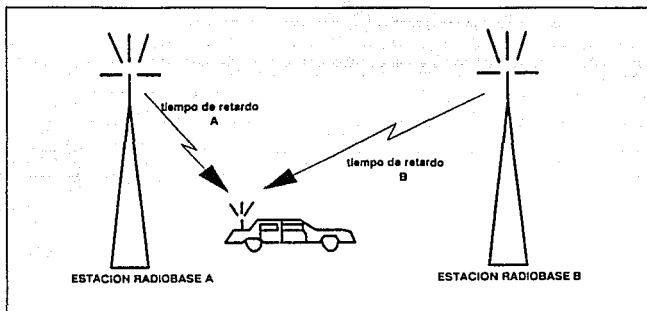 tiempo de retardo
A
tiempo de retardo
B
ESTACION RADIOBASE A
ESTACION RADIOBASE B